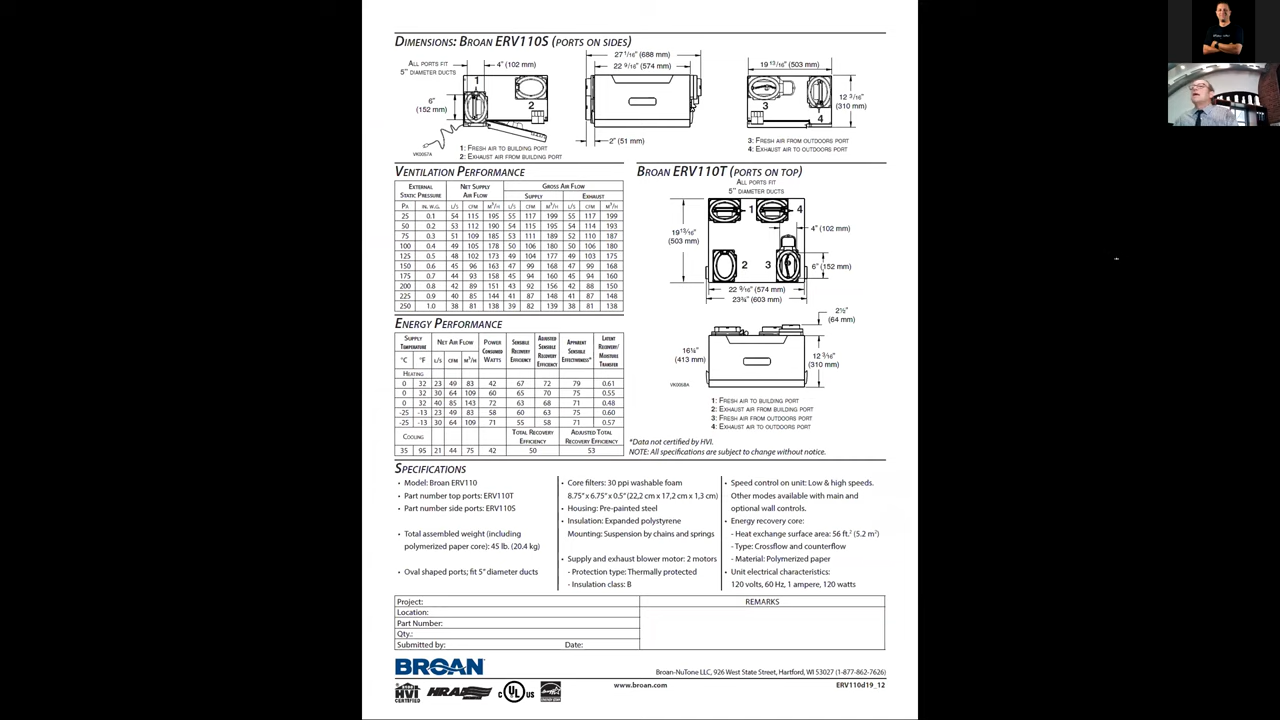 DIMENSIONS: BROAN ERV110S (PORTS ON SIDES)
ALL PORTS FIT
5" DIAMETER DUCTS
4" (102 mm)
1
2
6"
(152 mm)
VK0057A
1: FRESH AIR TO BUILDING PORT
2: EXHAUST AIR FROM BUILDING PORT
27 1/16" (688 mm)
22 9/16" (574 mm)
2" (51 mm)
19 13/16" (503 mm)
12 3/16"
(310 mm)
3
4
3: FRESH AIR FROM OUTDOORS PORT
4: EXHAUST AIR TO OUTDOORS PORT
VENTILATION PERFORMANCE
EXTERNAL STATIC PRESSURE NET SUPPLY AIR FLOW GROSS AIR FLOW
SUPPLY EXHAUST
PA IN. W.G. L/S CFM M³/H L/S CFM M³/H L/S CFM M³/H
25 0.1 54 115 195 55 117 199 55 117 199
50 0.2 53 112 190 54 115 195 54 114 193
75 0.3 51 109 185 53 111 189 52 110 187
100 0.4 49 105 178 50 106 180 50 106 180
125 0.5 48 102 173 49 104 177 49 103 175
150 0.6 45 96 163 47 99 168 47 99 168
175 0.7 44 93 158 45 94 160 45 94 160
200 0.8 42 89 151 43 92 156 42 88 150
225 0.9 40 85 144 41 87 148 41 87 148
250 1.0 38 81 138 39 82 139 38 81 138
BROAN ERV110T (PORTS ON TOP)
ALL PORTS FIT
5" DIAMETER DUCTS
1
4
19 13/16"
(503 mm)
4" (102 mm)
2
3
6" (152 mm)
22 9/16" (574 mm)
23¾" (603 mm)
2½"
(64 mm)
16¼"
(413 mm)
12 3/16"
(310 mm)
VK0058A
1: FRESH AIR TO BUILDING PORT
2: EXHAUST AIR FROM BUILDING PORT
3: FRESH AIR FROM OUTDOORS PORT
4: EXHAUST AIR TO OUTDOORS PORT
*Data not certified by HVI.
NOTE: All specifications are subject to change without notice.
ENERGY PERFORMANCE
SUPPLY TEMPERATURE NET AIR FLOW POWER CONSUMED WATTS SENSIBLE RECOVERY EFFICIENCY ADJUSTED SENSIBLE RECOVERY EFFICIENCY APPARENT SENSIBLE EFFECTIVENESS* LATENT RECOVERY/ MOISTURE TRANSFER
°C °F L/S CFM M³/H
HEATING
0 32 23 49 83 42 67 72 79 0.61
0 32 30 64 109 60 65 70 75 0.55
0 32 40 85 143 72 63 68 71 0.48
-25 -13 23 49 83 58 60 63 75 0.60
-25 -13 30 64 109 71 55 58 71 0.57
COOLING TOTAL RECOVERY EFFICIENCY ADJUSTED TOTAL RECOVERY EFFICIENCY
35 95 21 44 75 42 50 53
SPECIFICATIONS
• Model: Broan ERV110
• Part number top ports: ERV110T
• Part number side ports: ERV110S
• Total assembled weight (including
polymerized paper core): 45 lb. (20.4 kg)
• Oval shaped ports; fit 5" diameter ducts
• Core filters: 30 ppi washable foam
8.75" x 6.75" x 0.5" (22,2 cm x 17,2 cm x 1,3 cm)
• Housing: Pre-painted steel
• Insulation: Expanded polystyrene
Mounting: Suspension by chains and springs
• Supply and exhaust blower motor: 2 motors
- Protection type: Thermally protected
- Insulation class: B
• Speed control on unit: Low & high speeds.
Other modes available with main and
optional wall controls.
• Energy recovery core:
- Heat exchange surface area: 56 ft.² (5.2 m²)
- Type: Crossflow and counterflow
- Material: Polymerized paper
• Unit electrical characteristics:
120 volts, 60 Hz, 1 ampere, 120 watts
Project:
Location:
Part Number:
Qty.:
Submitted by: Date:
REMARKS
BROAN
Broan-NuTone LLC, 926 West State Street, Hartford, WI 53027 (1-877-862-7626)
HVI
CERTIFIED
HRAI
C UL US
www.broan.com
ERV110d19_12